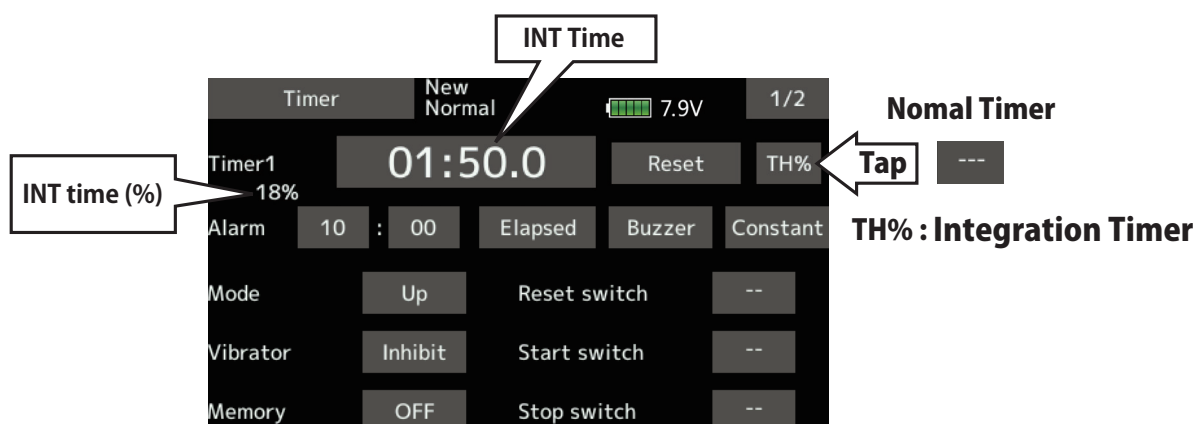 INT Time
Timer New Normal 7.9V 1/2
Nomal Timer
Timer1 01:50.0 Reset TH% Tap ---
INT time (%) 18%
Alarm 10 : 00 Elapsed Buzzer Constant
TH% : Integration Timer
Mode Up Reset switch --
Vibrator Inhibit Start switch --
Memory OFF Stop switch --